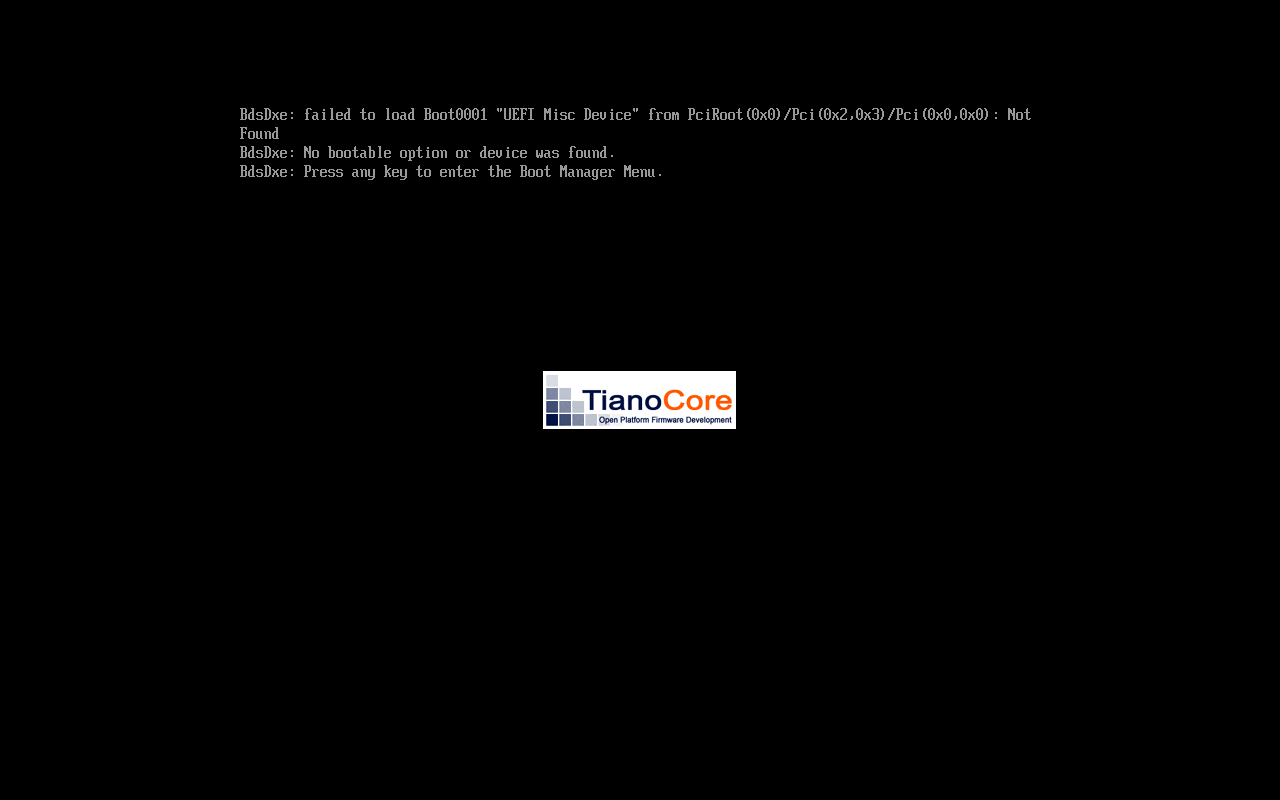 BdsDxe: failed to load Boot0001 "UEFI Misc Device" from PciRoot(0x0)/Pci(0x2,0x3)/Pci(0x0,0x0): Not
Found
BdsDxe: No bootable option or device was found.
BdsDxe: Press any key to enter the Boot Manager Menu.
TianoCore
Open Platform Firmware Development